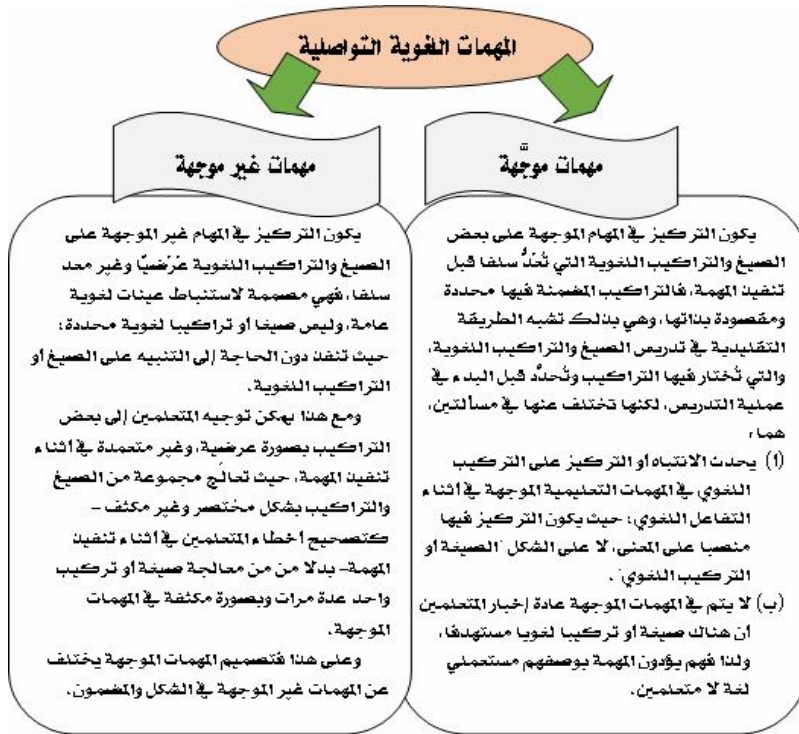 المهمات اللغوية التواصلية
مهمات موجَّهة
يكون التركيز في المهام الموجهة على بعض
الصيغ والتراكيب اللغوية التي تُحَدَّد سلفا قبل
تنفيذ المهمة، فالتراكيب المضمنة فيها محددة
ومقصودة بذاتها، وهي بذلك تشبه الطريقة
التقليدية في تدريس الصيغ والتراكيب اللغوية،
والتي تُختار فيها التراكيب وتُحدَّد قبل البدء في
عملية التدريس، لكنها تختلف عنها في مسألتين،
هما:
(أ) يحدث الانتباه أو التركيز على التركيب
اللغوي في المهمات التعليمية الموجهة في أثناء
التفاعل اللغوي؛ حيث يكون التركيز فيها
منصبا على المعنى، لا على الشكل "الصيغة أو
التركيب اللغوي".
(ب) لا يتم في المهمات الموجهة عادة إخبار المتعلمين
أن هناك صيغة أو تركيبا لغويا مستهدفا،
ولذا فهم يؤدون المهمة بوصفهم مستعملي
لغة لا متعلمين.
مهمات غير موجهة
يكون التركيز في المهام غير الموجهة على
الصيغ والتراكيب اللغوية عَرَضيًا وغير معد
سلفا، فهي مصممة لاستنباط عينات لغوية
عامة، وليس صيغا أو تراكيبا لغوية محددة؛
حيث تنفذ دون الحاجة إلى التنبيه على الصيغ أو
التراكيب اللغوية.
ومع هذا يمكن توجيه المتعلمين إلى بعض
التراكيب بصورة عرضية، وغير متعمدة في أثناء
تنفيذ المهمة، حيث تعالَج مجموعة من الصيغ
والتراكيب بشكل مختصر وغير مكثف –
كتصحيح أخطاء المتعلمين في أثناء تنفيذ
المهمة– بدلا من من معالجة صيغة أو تركيب
واحد عدة مرات وبصورة مكثفة في المهمات
الموجهة.
وعلى هذا فتصميم المهمات الموجهة يختلف
عن المهمات غير الموجهة في الشكل والمضمون.